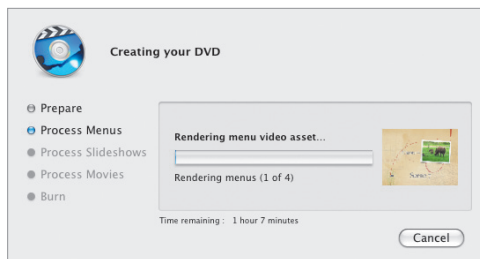 Creating your DVD
Prepare
Process Menus
Process Slideshows
Process Movies
Burn
Rendering menu video asset...
Rendering menus (1 of 4)
Time remaining : 1 hour 7 minutes
Cancel